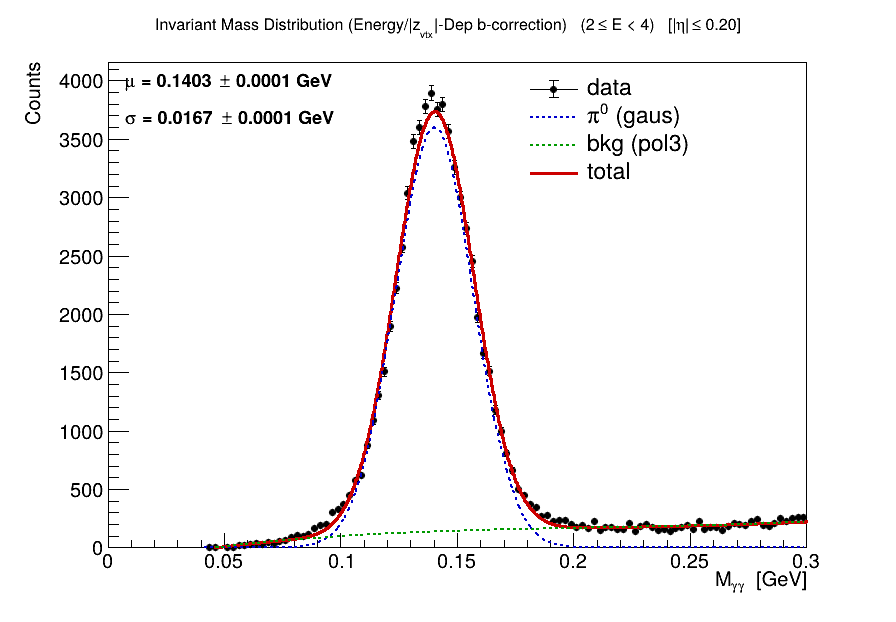 Invariant Mass Distribution (Energy/|z_vtx|-Dep b-correction) (2 ≤ E < 4) [|η| ≤ 0.20]
Counts
μ = 0.1403 ± 0.0001 GeV
σ = 0.0167 ± 0.0001 GeV
data
π⁰ (gaus)
bkg (pol3)
total
4000
3500
3000
2500
2000
1500
1000
500
0
0 0.05 0.1 0.15 0.2 0.25 0.3
M_γγ [GeV]